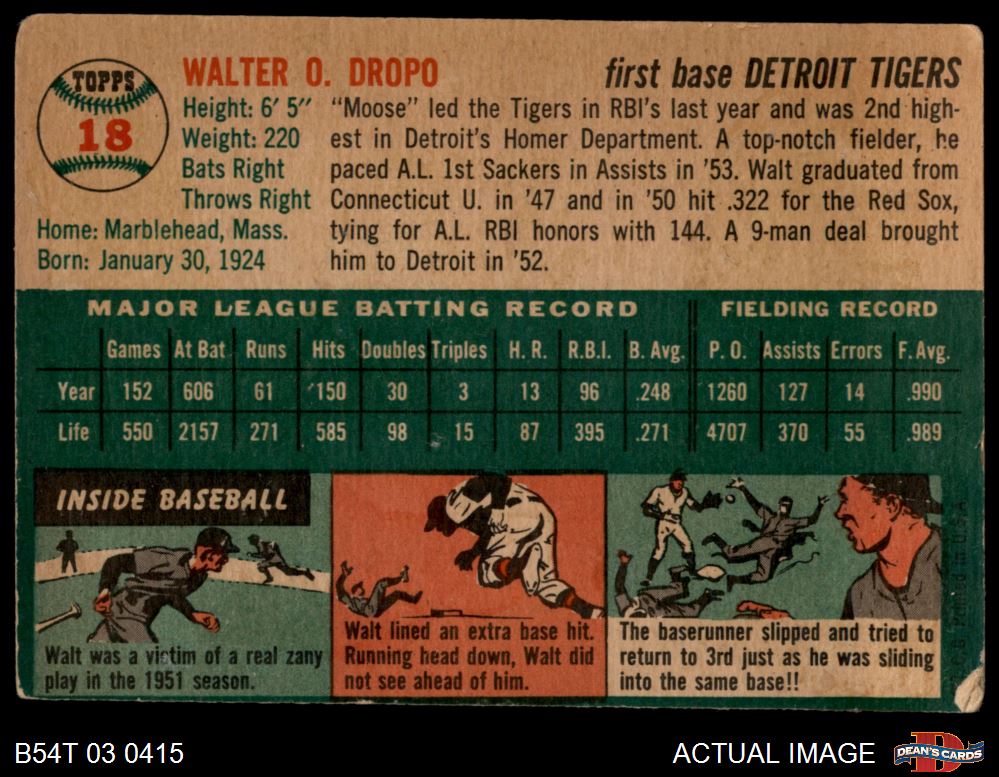 TOPPS
18
WALTER O. DROPO
first base DETROIT TIGERS
Height: 6' 5"
Weight: 220
Bats Right
Throws Right
Home: Marblehead, Mass.
Born: January 30, 1924
"Moose" led the Tigers in RBI's last year and was 2nd high-
est in Detroit's Homer Department. A top-notch fielder, he
paced A.L. 1st Sackers in Assists in '53. Walt graduated from
Connecticut U. in '47 and in '50 hit .322 for the Red Sox,
tying for A.L. RBI honors with 144. A 9-man deal brought
him to Detroit in '52.
MAJOR LEAGUE BATTING RECORD FIELDING RECORD
Games At Bat Runs Hits Doubles Triples H. R. R.B.I. B. Avg. P. O. Assists Errors F. Avg.
Year 152 606 61 150 30 3 13 96 .248 1260 127 14 .990
Life 550 2157 271 585 98 15 87 395 .271 4707 370 55 .989
INSIDE BASEBALL
Walt was a victim of a real zany
play in the 1951 season.
Walt lined an extra base hit.
Running head down, Walt did
not see ahead of him.
The baserunner slipped and tried to
return to 3rd just as he was sliding
into the same base!!
Printed in U.S.A.
B54T 03 0415
ACTUAL IMAGE
DEAN'S CARDS